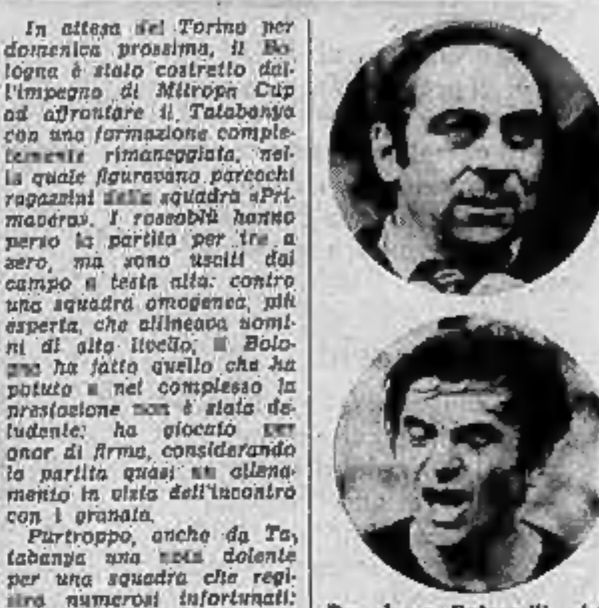 In attesa del Torino per
domenica prossima, il Bo-
logna è stato costretto dal-
l'impegno di Mitropa Cup
ad affrontare il Tatabanya
con una formazione comple-
tamente rimaneggiata, nel-
la quale figuravano parecchi
ragazzini della squadra «Pri-
mavera». I rossoblù hanno
perso la partita per tre a
zero, ma sono usciti dal
campo a testa alta: contro
una squadra omogenea, più
esperta, che allineava uomi-
ni di alto livello, il Bolo-
gna ha fatto quello che ha
potuto e nel complesso la
prestazione non è stata de-
ludente: ha giocato per
onor di firma, considerando
la partita quasi un allena-
mento in vista dell'incontro
con i granata.
Purtroppo, anche da Ta-
tabanya una nota dolente
per una squadra che regi-
stra numerosi infortunati: